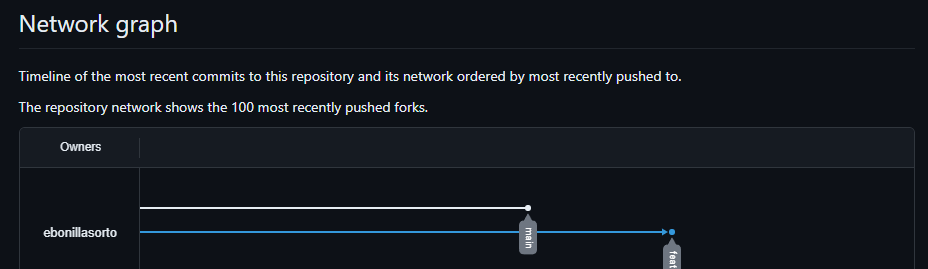 Network graph
Timeline of the most recent commits to this repository and its network ordered by most recently pushed to.
The repository network shows the 100 most recently pushed forks.
Owners
ebonillasorto
main
feat